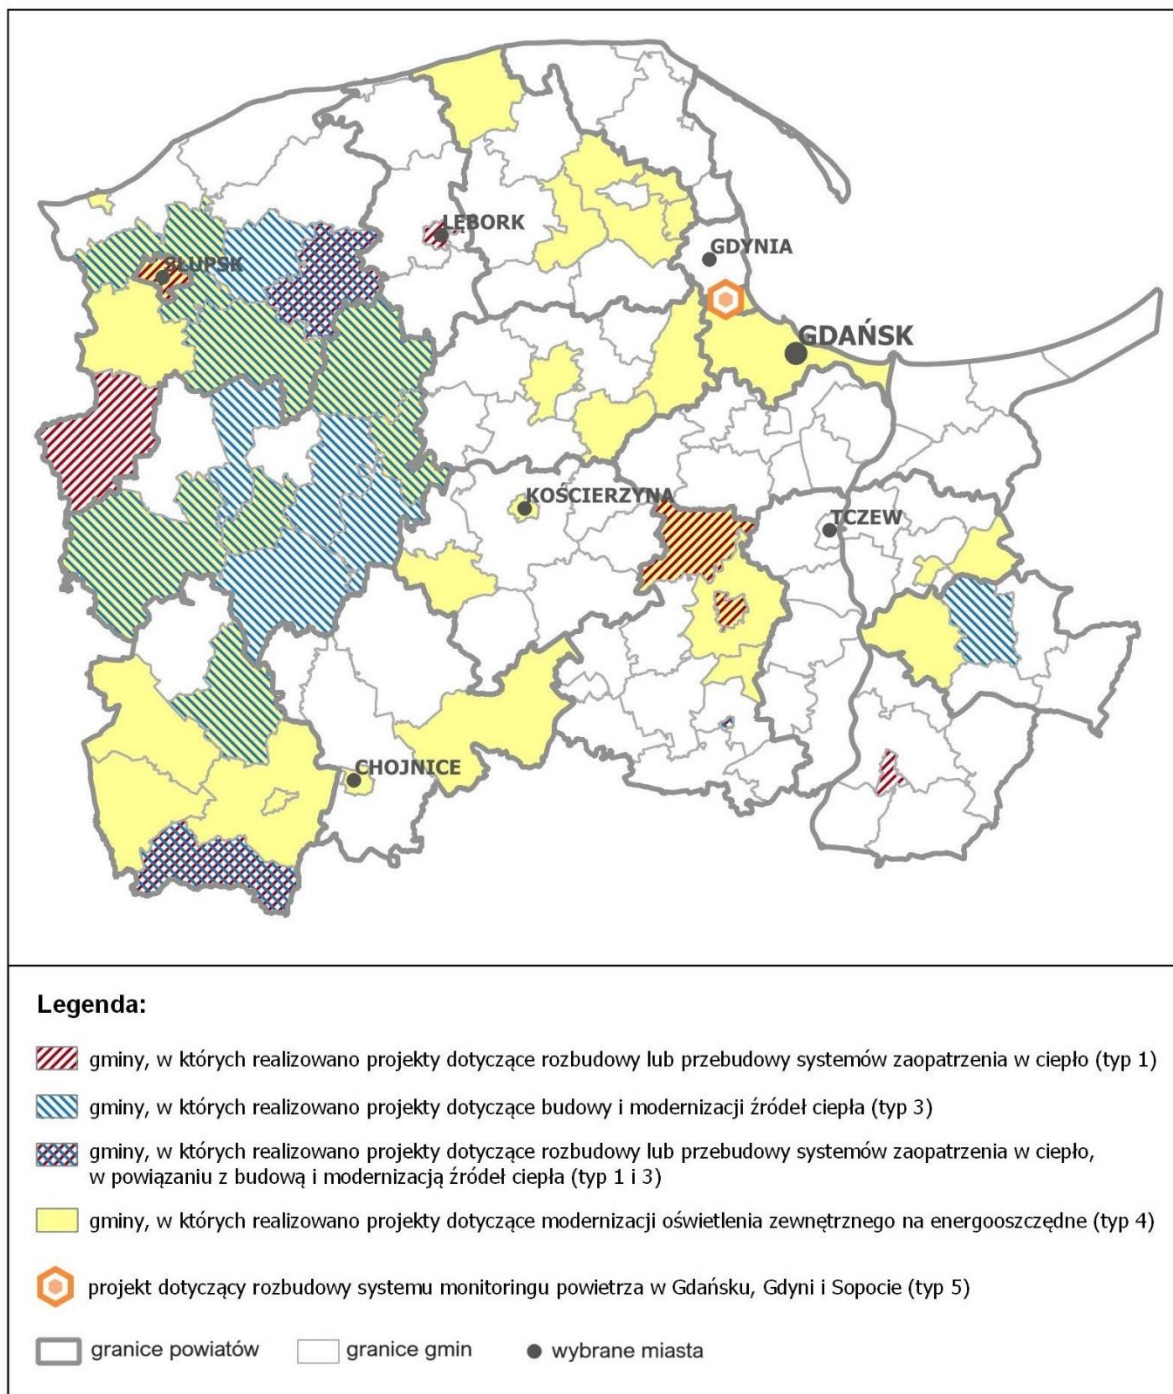 LĘBORK
GDYNIA
SŁUPSK
GDAŃSK
KOŚCIERZYNA
TCZEW
CHOJNICE
Legenda:
gminy, w których realizowano projekty dotyczące rozbudowy lub przebudowy systemów zaopatrzenia w ciepło (typ 1)
gminy, w których realizowano projekty dotyczące budowy i modernizacji źródeł ciepła (typ 3)
gminy, w których realizowano projekty dotyczące rozbudowy lub przebudowy systemów zaopatrzenia w ciepło,
w powiązaniu z budową i modernizacją źródeł ciepła (typ 1 i 3)
gminy, w których realizowano projekty dotyczące modernizacji oświetlenia zewnętrznego na energooszczędne (typ 4)
projekt dotyczący rozbudowy systemu monitoringu powietrza w Gdańsku, Gdyni i Sopocie (typ 5)
granice powiatów granice gmin wybrane miasta